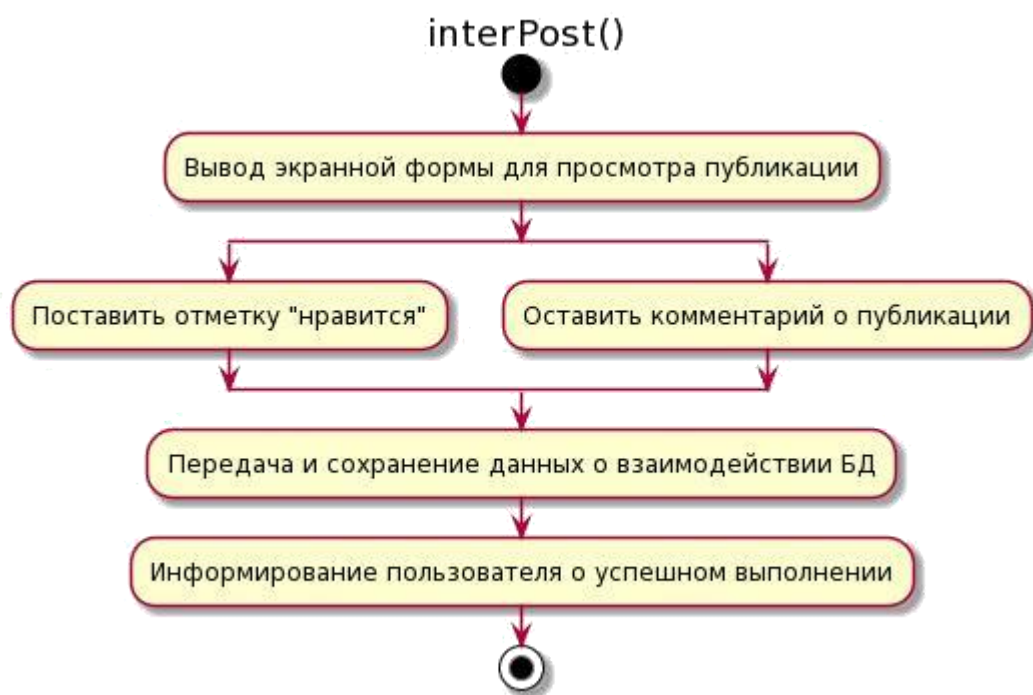 interPost()
Вывод экранной формы для просмотра публикации
Поставить отметку "нравится"
Оставить комментарий о публикации
Передача и сохранение данных о взаимодействии БД
Информирование пользователя о успешном выполнении